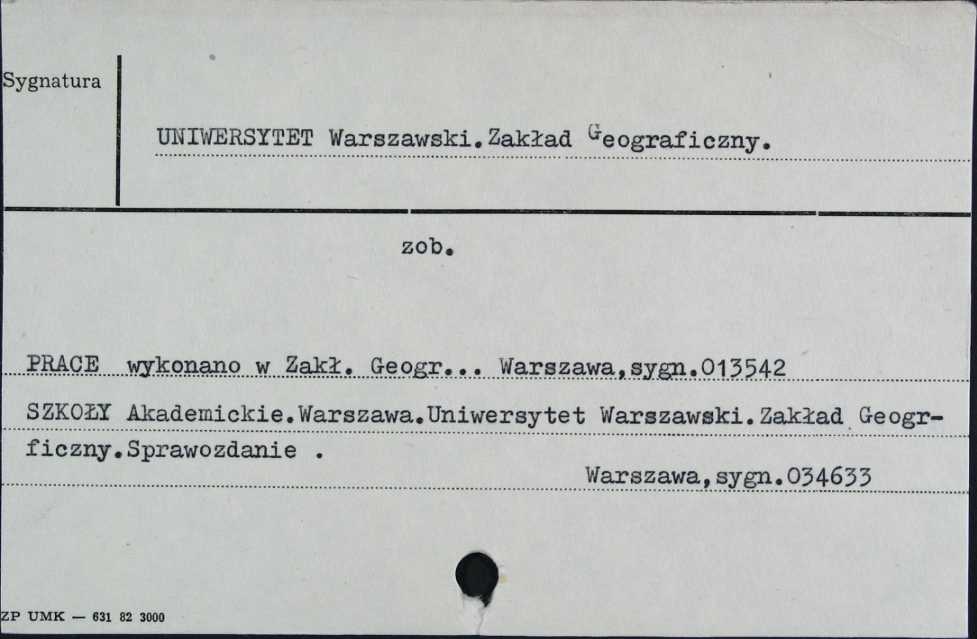 Sygnatura
UNIWERSYTET Warszawski.Zakład Geograficzny.
zob.
PRACE wykonano w Zakł. Geogr... Warszawa,sygn.013542
SZKOŁY Akademickie.Warszawa.Uniwersytet Warszawski.Zakład Geogr-
ficzny.Sprawozdanie .
Warszawa,sygn.034633
ZP UMK — 631 82 3000